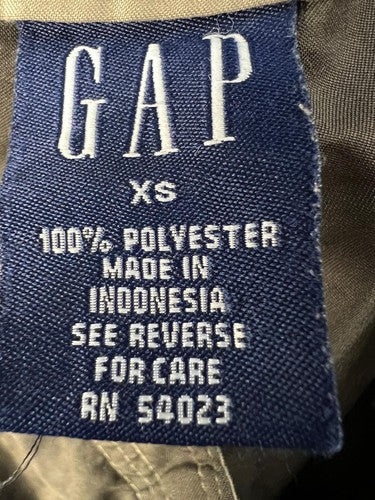 GAP
XS
100% POLYESTER
MADE IN
INDONESIA
SEE REVERSE
FOR CARE
RN 54023